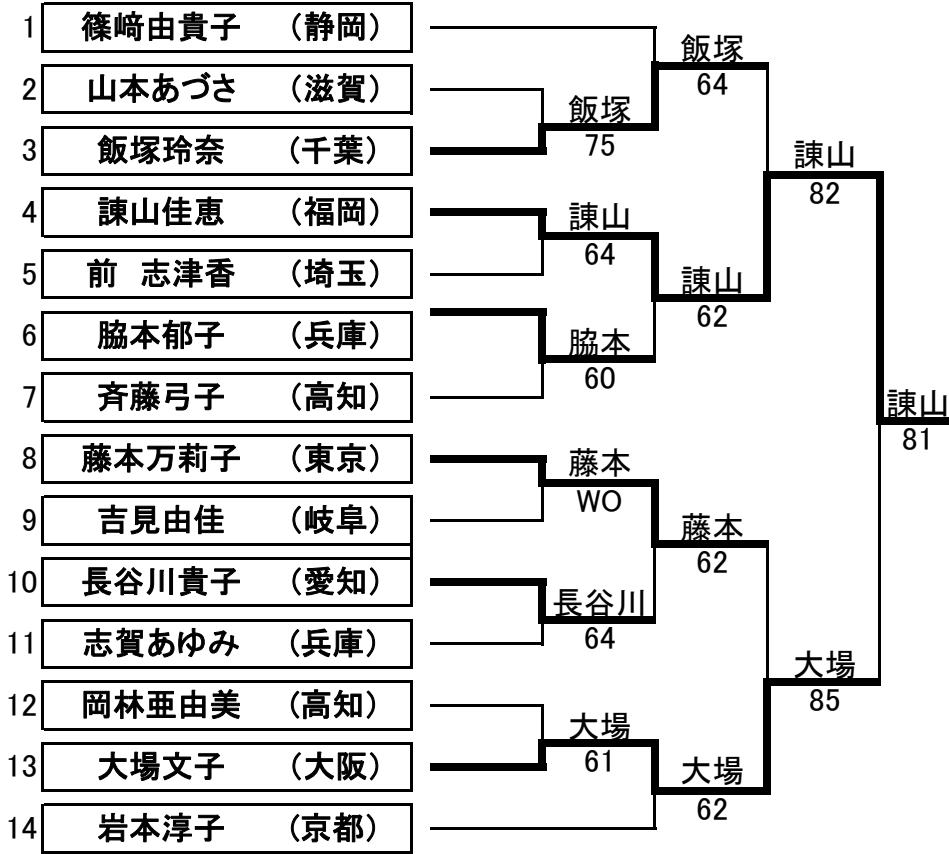 1 篠﨑由貴子 （静岡）
2 山本あづさ （滋賀）
3 飯塚玲奈 （千葉）
4 諌山佳恵 （福岡）
5 前 志津香 （埼玉）
6 脇本郁子 （兵庫）
7 斉藤弓子 （高知）
8 藤本万莉子 （東京）
9 吉見由佳 （岐阜）
10 長谷川貴子 （愛知）
11 志賀あゆみ （兵庫）
12 岡林亜由美 （高知）
13 大場文子 （大阪）
14 岩本淳子 （京都）
飯塚
75
諌山
64
脇本
60
藤本
WO
長谷川
64
大場
61
飯塚
64
諌山
62
藤本
62
大場
62
諌山
82
大場
85
諌山
81